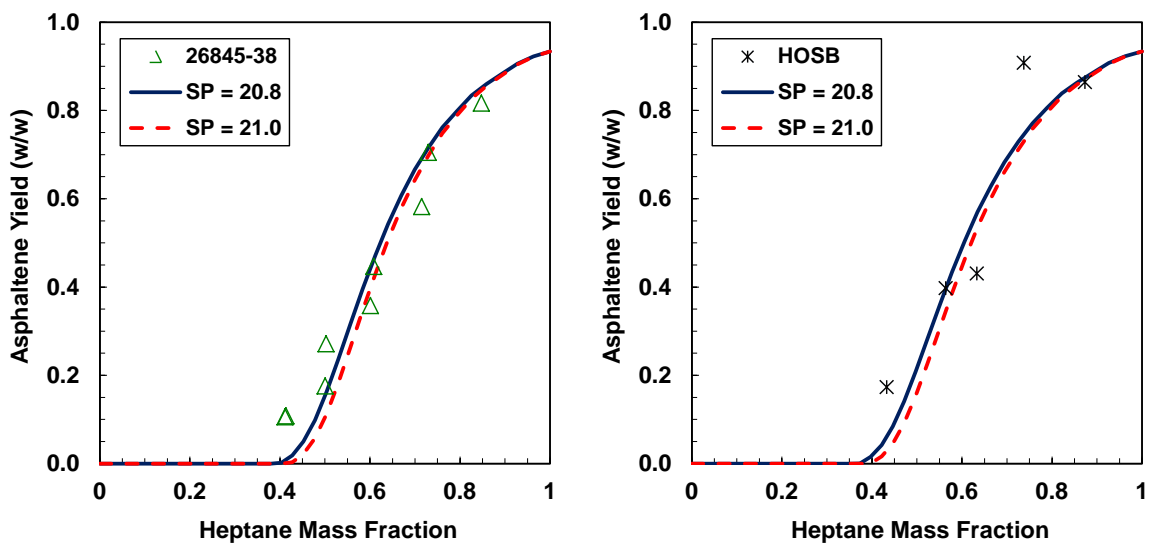 1.0
0.8
0.6
0.4
0.2
0.0
Asphaltene Yield (w/w)
26845-38
SP = 20.8
SP = 21.0
0 0.2 0.4 0.6 0.8 1
Heptane Mass Fraction
1.0
0.8
0.6
0.4
0.2
0.0
Asphaltene Yield (w/w)
HOSB
SP = 20.8
SP = 21.0
0 0.2 0.4 0.6 0.8 1
Heptane Mass Fraction